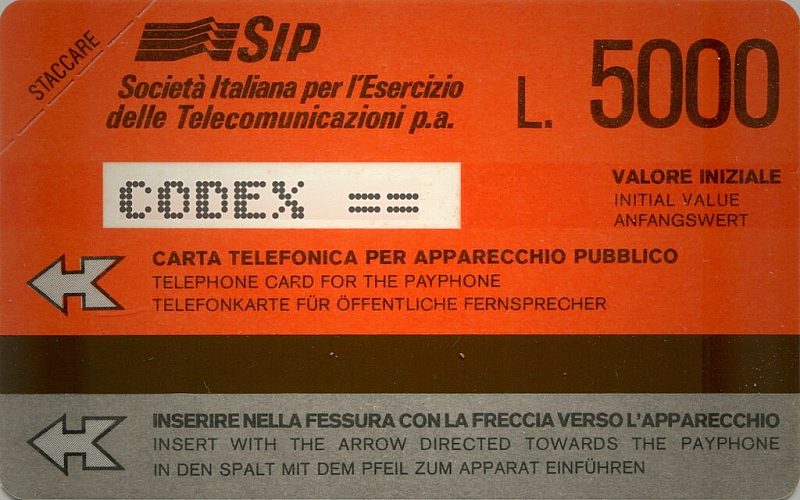 STACCARE
SIP
Società Italiana per l'Esercizio
delle Telecomunicazioni p.a.
L. 5000
CODEX ==
VALORE INIZIALE
INITIAL VALUE
ANFANGSWERT
CARTA TELEFONICA PER APPARECCHIO PUBBLICO
TELEPHONE CARD FOR THE PAYPHONE
TELEFONKARTE FÜR ÖFFENTLICHE FERNSPRECHER
INSERIRE NELLA FESSURA CON LA FRECCIA VERSO L'APPARECCHIO
INSERT WITH THE ARROW DIRECTED TOWARDS THE PAYPHONE
IN DEN SPALT MIT DEM PFEIL ZUM APPARAT EINFÜHREN